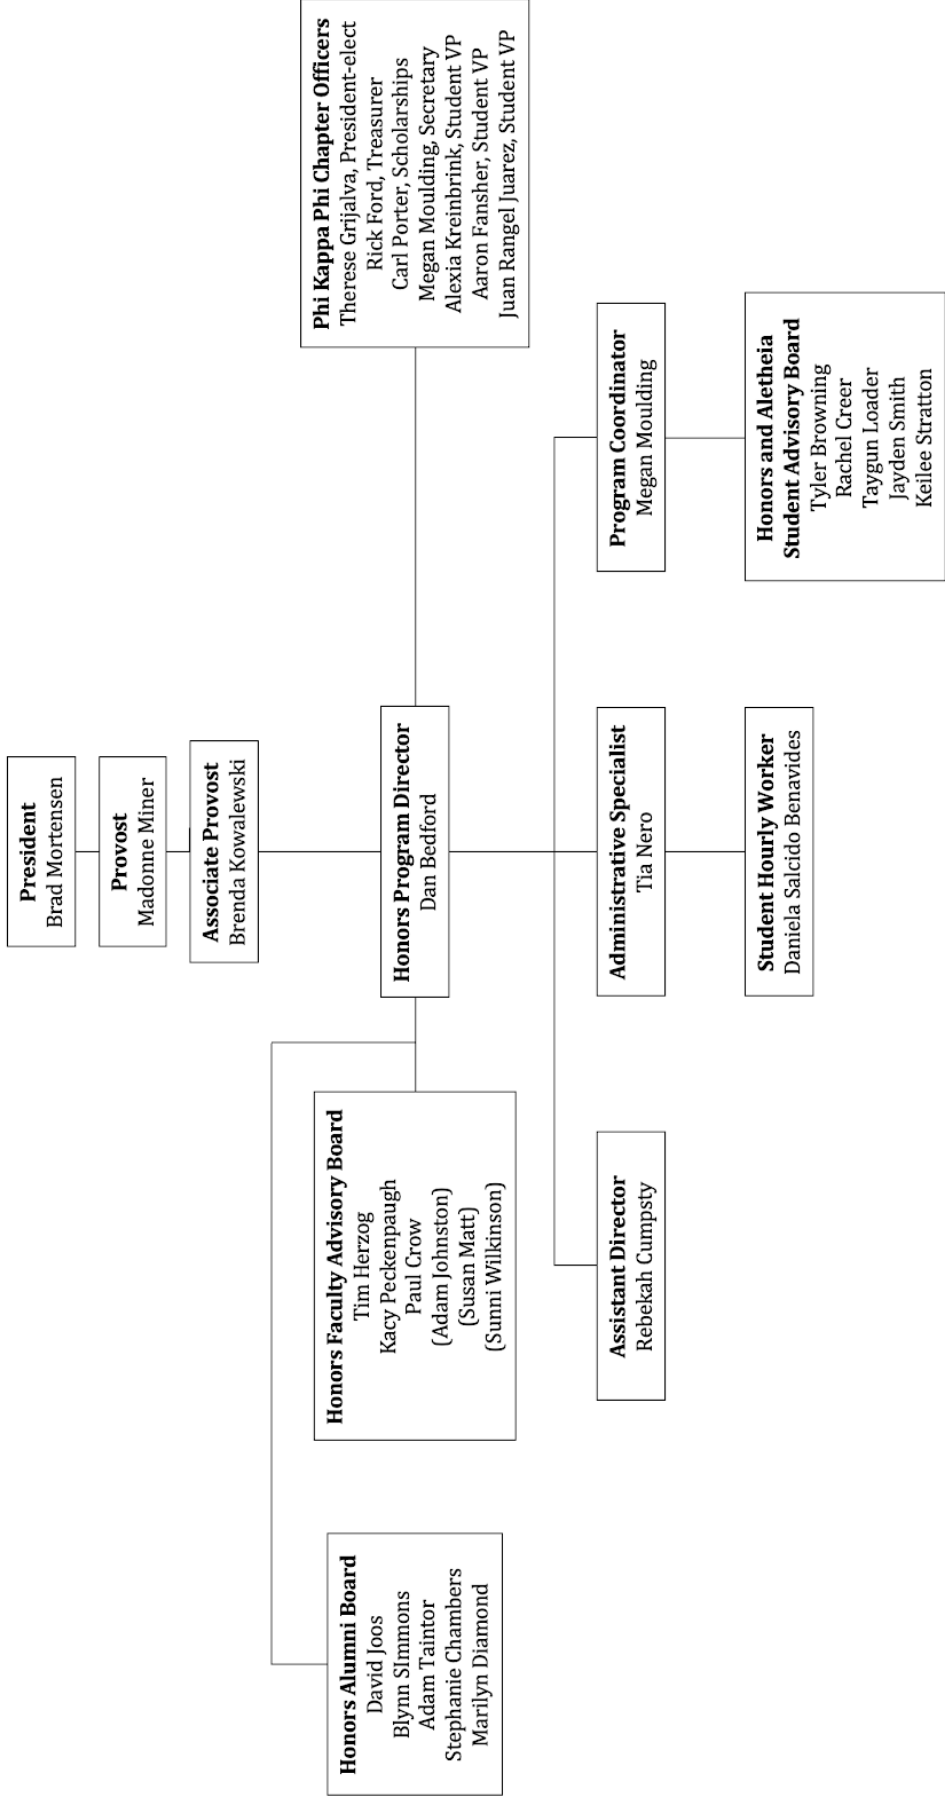 President
Brad Mortensen
Provost
Madonne Miner
Associate Provost
Brenda Kowalewski
Honors Program Director
Dan Bedford
Honors Alumni Board
David Joos
Blynn SImmons
Adam Taintor
Stephanie Chambers
Marilyn Diamond
Honors Faculty Advisory Board
Tim Herzog
Kacy Peckenpaugh
Paul Crow
(Adam Johnston)
(Susan Matt)
(Sunni Wilkinson)
Phi Kappa Phi Chapter Officers
Therese Grijalva, President-elect
Rick Ford, Treasurer
Carl Porter, Scholarships
Megan Moulding, Secretary
Alexia Kreinbrink, Student VP
Aaron Fansher, Student VP
Juan Rangel Juarez, Student VP
Assistant Director
Rebekah Cumpsty
Administrative Specialist
Tia Nero
Program Coordinator
Megan Moulding
Student Hourly Worker
Daniela Salcido Benavides
Honors and Aletheia
Student Advisory Board
Tyler Browning
Rachel Creer
Taygun Loader
Jayden Smith
Keilee Stratton